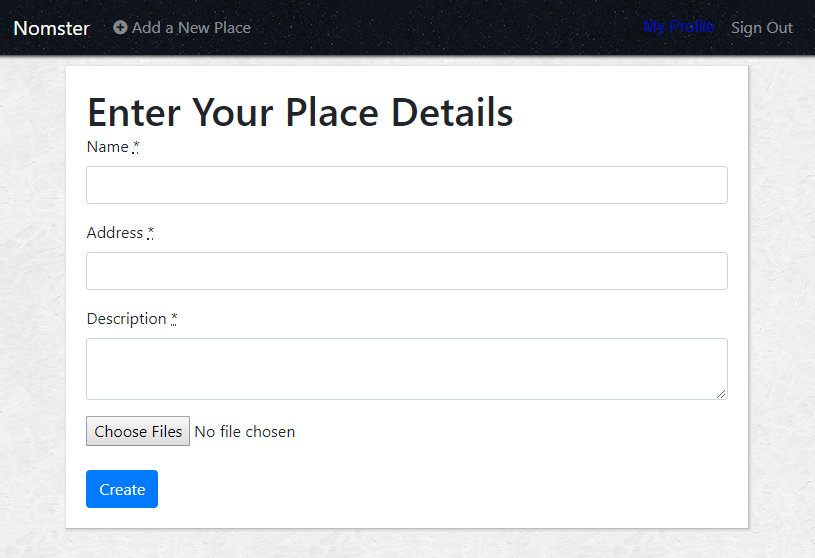 Nomster Add a New Place My Profile Sign Out
Enter Your Place Details
Name *
Address *
Description *
Choose Files No file chosen
Create